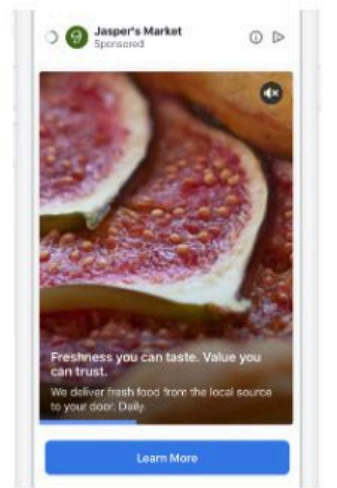 Jasper's Market
Sponsored
Freshness you can taste. Value you
can trust.
We deliver fresh food from the local source
to your door. Daily.
Learn More